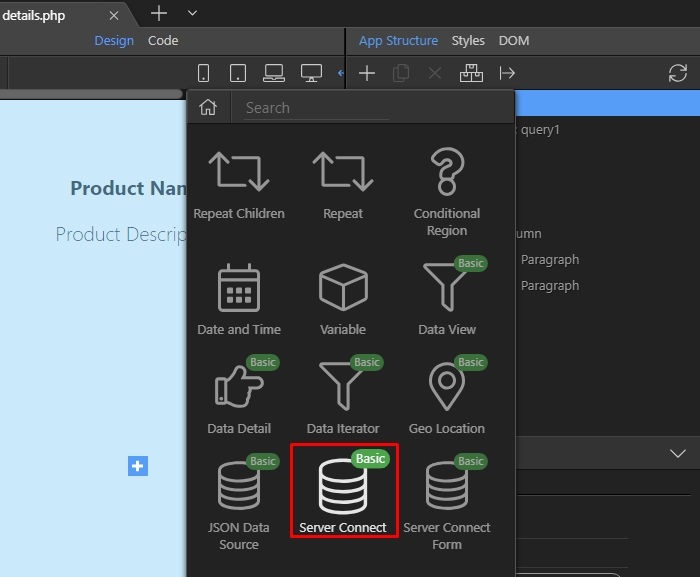 details.php
Design Code
App Structure Styles DOM
Search
query1
Product Nam
Repeat Children
Repeat
Conditional
Region
Product Descrip
umn
Paragraph
Paragraph
Basic
Date and Time
Variable
Data View
Basic
Basic
Basic
Data Detail
Data Iterator
Geo Location
Basic
Basic
Basic
JSON Data
Source
Server Connect
Server Connect
Form